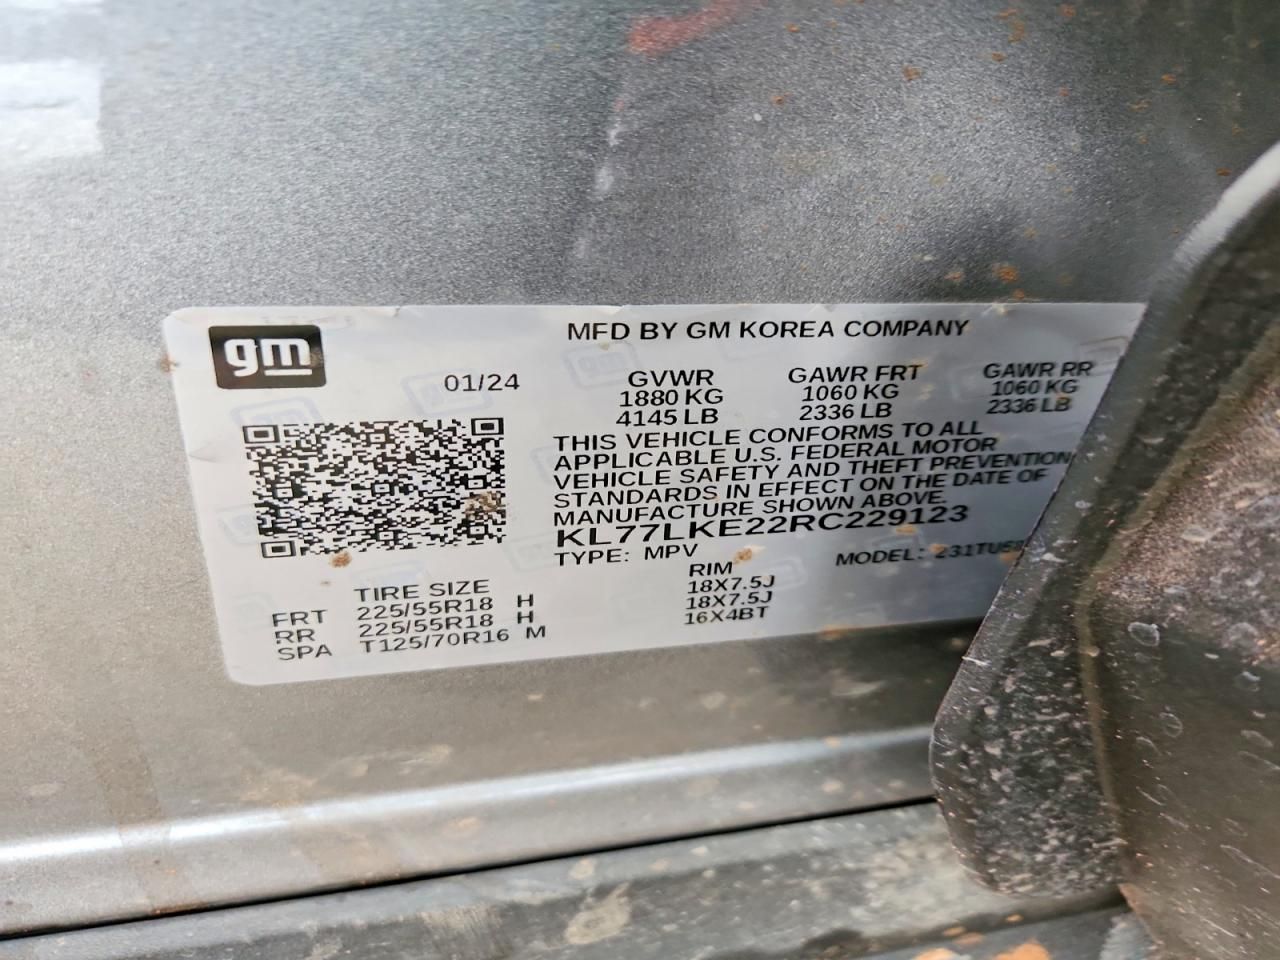 gm
MFD BY GM KOREA COMPANY
01/24
GVWR GAWR FRT GAWR RR
1880 KG 1060 KG 1060 KG
4145 LB 2336 LB 2336 LB
THIS VEHICLE CONFORMS TO ALL
APPLICABLE U.S. FEDERAL MOTOR
VEHICLE SAFETY AND THEFT PREVENTION
STANDARDS IN EFFECT ON THE DATE OF
MANUFACTURE SHOWN ABOVE.
KL77LKE22RC229123
TYPE: MPV MODEL:
TIRE SIZE RIM
FRT 225/55R18 H 18X7.5J
RR 225/55R18 H 18X7.5J
SPA T125/70R16 M 16X4BT